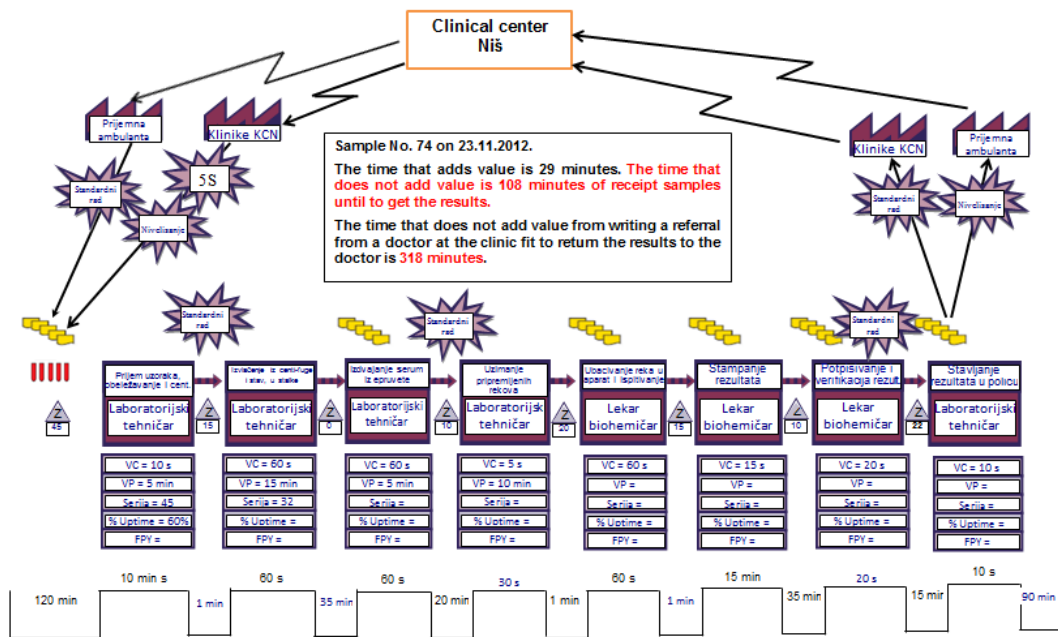 Clinical center
Niš
Prijemna
ambulanta
Klinike KCN
Klinike KCN
Prijemna
ambulanta
Standardni
rad
5S
Nivelisanje
Sample No. 74 on 23.11.2012.
The time that adds value is 29 minutes. The time that
does not add value is 108 minutes of receipt samples
until to get the results.
The time that does not add value from writing a referral
from a doctor at the clinic fit to return the results to the
doctor is 318 minutes.
Standardni
rad
Nivelisanje
Standardni
rad
Standardni
rad
Standardni
rad
Prijem uzoraka,
obeležavanje i cent.
Izvlačenje iz centifuge
i stav. u stalke
Izdvajanje serum
iz epruvete
Uzimanje
pripremljenih
rekova
Ubacivanje reka u
aparat i ispitivanje
Stampanje
rezultata
Potpisivanje i
verifikacija rezut.
Stavljanje
rezultata u policu
Laboratorijski
tehničar
Laboratorijski
tehničar
Laboratorijski
tehničar
Laboratorijski
tehničar
Lekar
biohemičar
Lekar
biohemičar
Lekar
biohemičar
Laboratorijski
tehničar
Z Z Z Z Z Z Z Z
45 15 0 10 20 15 10 22
VC = 10 s
VP = 5 min
Serija = 45
% Uptime = 60%
FPY =
VC = 60 s
VP = 15 min
Serija = 32
% Uptime =
FPY =
VC = 60 s
VP = 5 min
Serija =
% Uptime =
FPY =
VC = 5 s
VP = 10 min
Serija =
% Uptime =
FPY =
VC = 60 s
VP =
Serija =
% Uptime =
FPY =
VC = 15 s
VP =
Serija =
% Uptime =
FPY =
VC = 20 s
VP =
Serija =
% Uptime =
FPY =
VC = 10 s
VP =
Serija =
% Uptime =
FPY =
10 min s 60 s 60 s 30 s 60 s 15 min 20 s 10 s
120 min 1 min 35 min 20 min 1 min 1 min 35 min 15 min 90 min